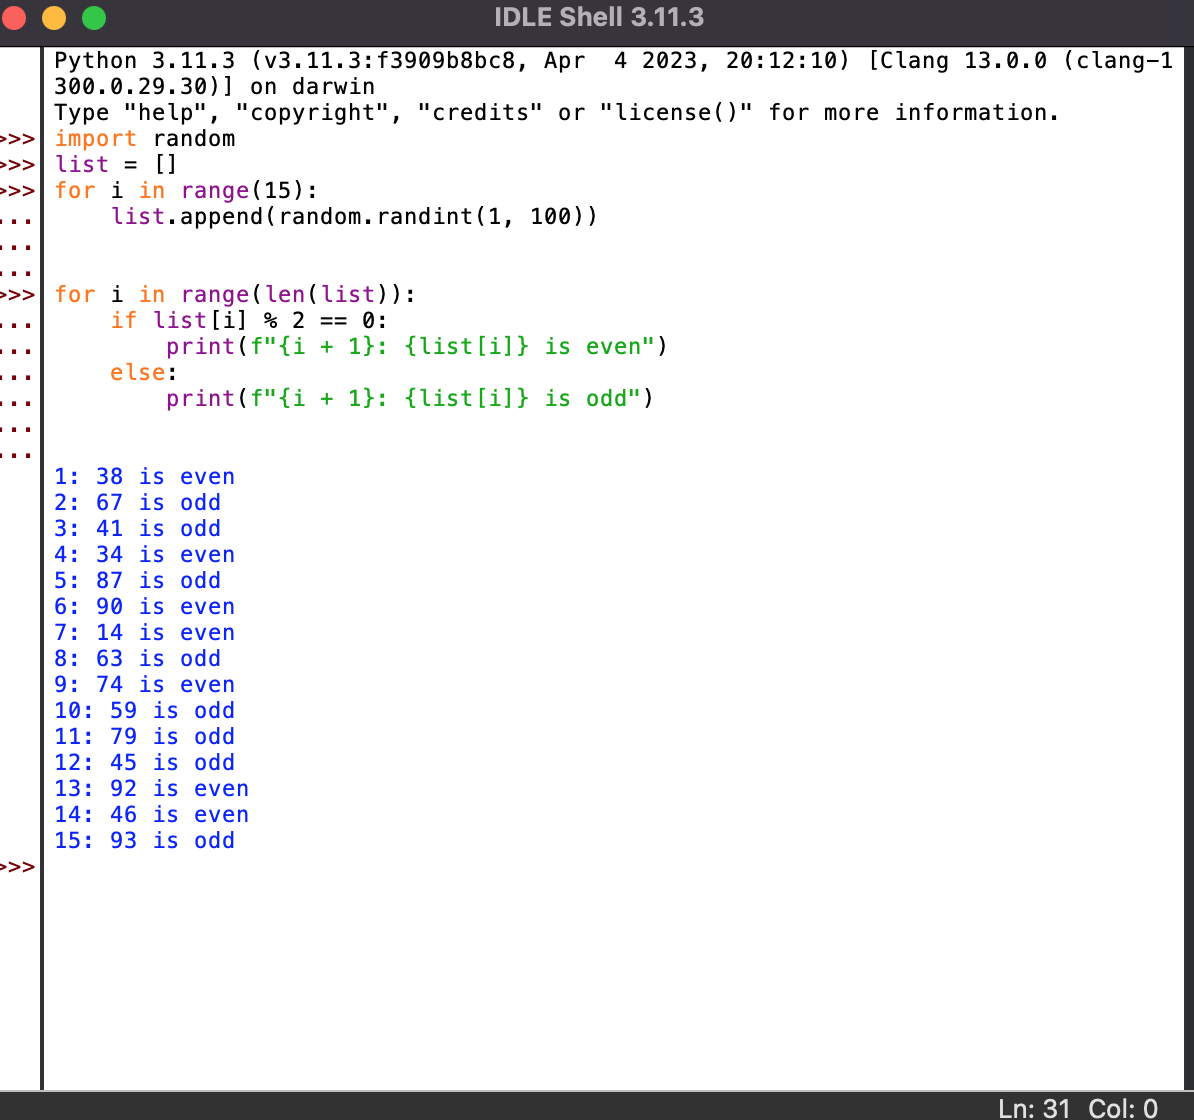 IDLE Shell 3.11.3
Python 3.11.3 (v3.11.3:f3909b8bc8, Apr  4 2023, 20:12:10) [Clang 13.0.0 (clang-1
300.0.29.30)] on darwin
Type "help", "copyright", "credits" or "license()" for more information.
>>> import random
>>> list = []
>>> for i in range(15):
...     list.append(random.randint(1, 100))
...
...
>>> for i in range(len(list)):
...     if list[i] % 2 == 0:
...         print(f"{i + 1}: {list[i]} is even")
...     else:
...         print(f"{i + 1}: {list[i]} is odd")
...
...
1: 38 is even
2: 67 is odd
3: 41 is odd
4: 34 is even
5: 87 is odd
6: 90 is even
7: 14 is even
8: 63 is odd
9: 74 is even
10: 59 is odd
11: 79 is odd
12: 45 is odd
13: 92 is even
14: 46 is even
15: 93 is odd
>>>
Ln: 31 Col: 0